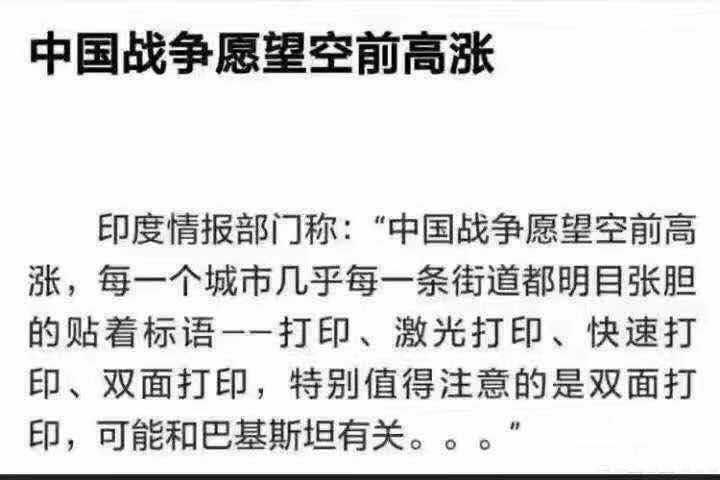 中国战争愿望空前高涨
印度情报部门称：“中国战争愿望空前高
涨，每一个城市几乎每一条街道都明目张胆
的贴着标语——打印、激光打印、快速打
印、双面打印，特别值得注意的是双面打
印，可能和巴基斯坦有关。。。”